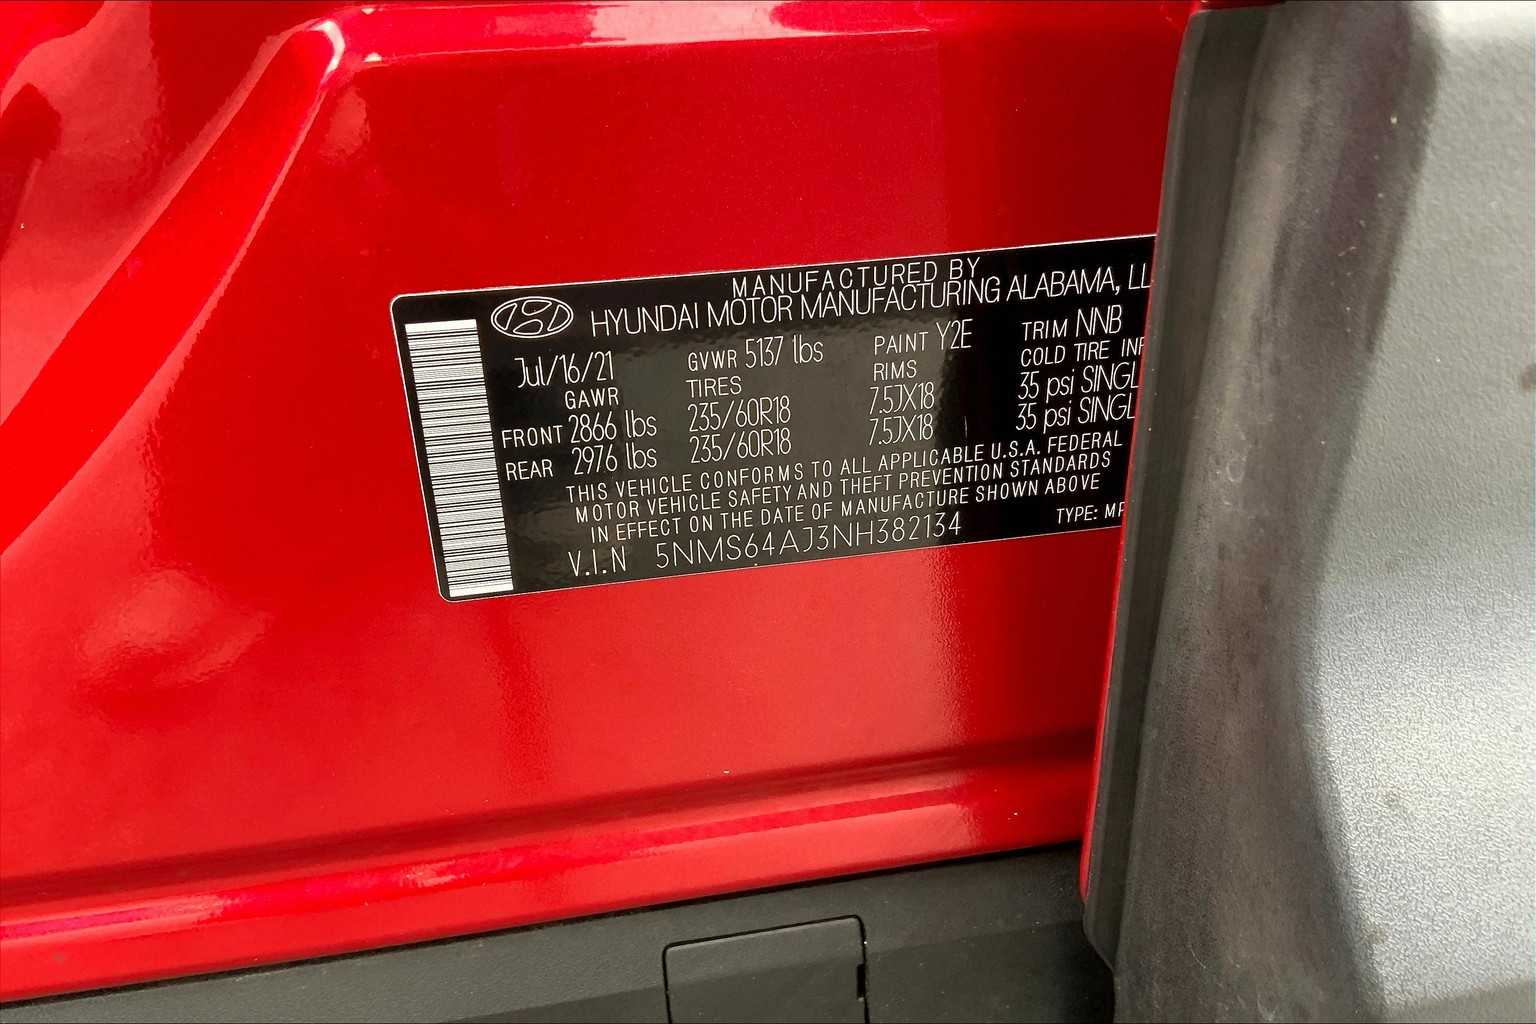 MANUFACTURED BY
HYUNDAI MOTOR MANUFACTURING ALABAMA, LL
Jul/16/21 GVWR 5137 lbs PAINT Y2E TRIM NNB
GAWR TIRES RIMS COLD TIRE INF
FRONT 2866 lbs 235/60R18 7.5JX18 35 psi SINGL
REAR 2976 lbs 235/60R18 7.5JX18 35 psi SINGL
THIS VEHICLE CONFORMS TO ALL APPLICABLE U.S.A. FEDERAL
MOTOR VEHICLE SAFETY AND THEFT PREVENTION STANDARDS
IN EFFECT ON THE DATE OF MANUFACTURE SHOWN ABOVE
V.I.N 5NMS64AJ3NH382134 TYPE: MP